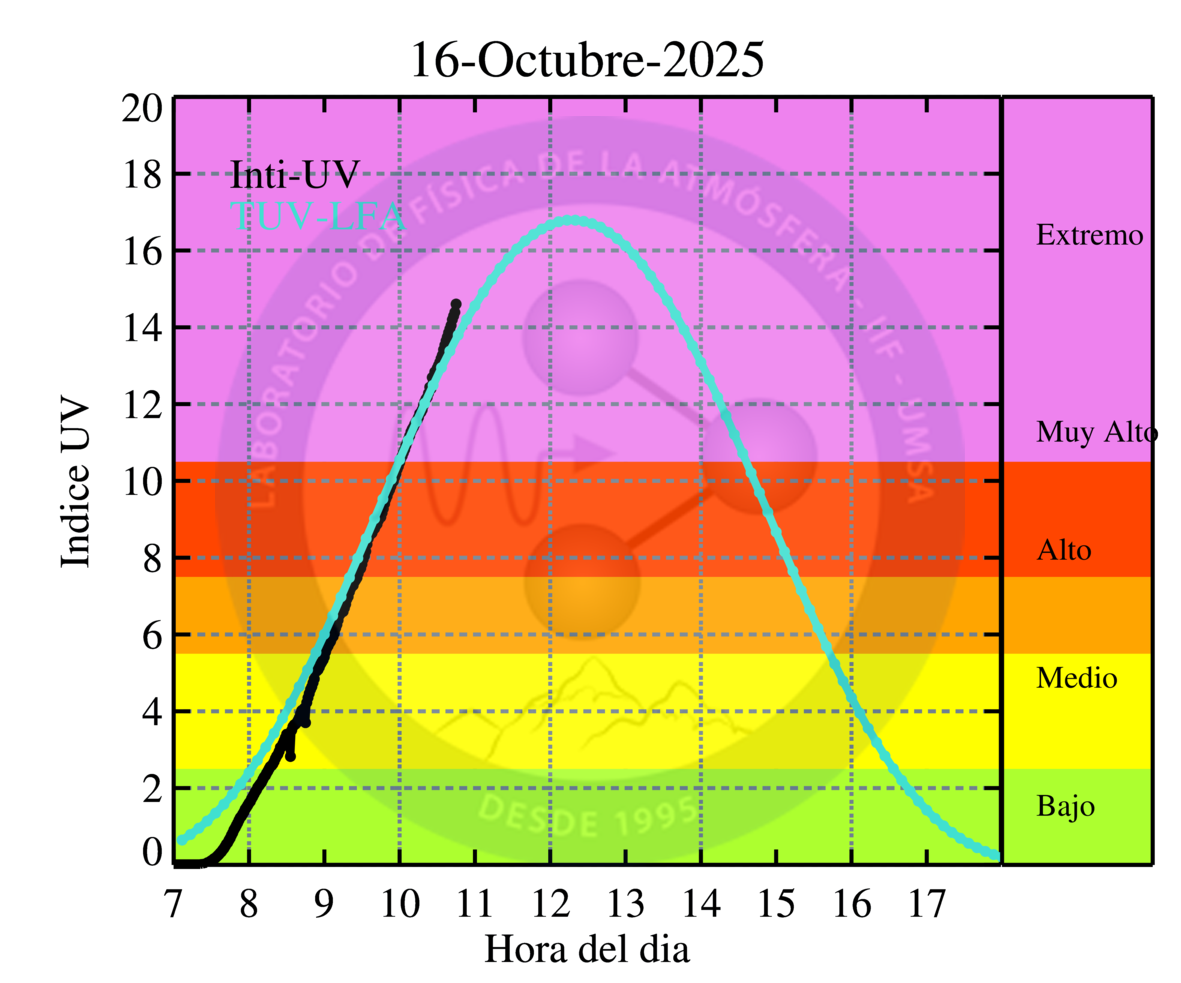 16-Octubre-2025
20
18
16
14
12
10
8
6
4
2
0
Indice UV
Inti-UV
TUV-LFA
LABORATORIO DE FÍSICA DE LA ATMÓSFERA - IIF - UMSA
DESDE 1995
Extremo
Muy Alto
Alto
Medio
Bajo
7 8 9 10 11 12 13 14 15 16 17
Hora del dia